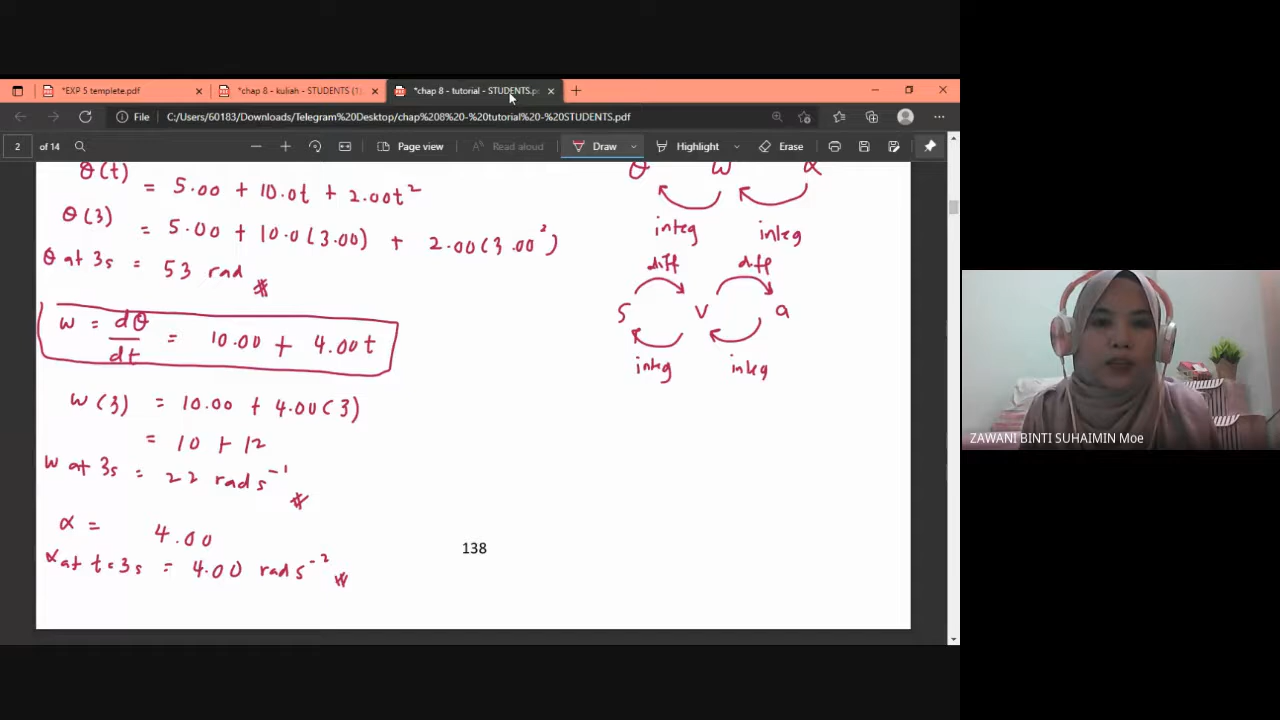 *EXP 5 templete.pdf
*chap 8 - kuliah - STUDENTS (1)
*chap 8 - tutorial - STUDENTS.p
File
C:/Users/60183/Downloads/Telegram%20Desktop/chap%208%20-%20tutorial%20-%20STUDENTS.pdf
2 of 14
Page view
Read aloud
Draw
Highlight
Erase
θ(t) = 5.00 + 10.0t + 2.00t²
θ(3) = 5.00 + 10.0(3.00) + 2.00(3.00²)
θ at 3s = 53 rad
w = dθ/dt = 10.00 + 4.00t
w(3) = 10.00 + 4.00(3)
= 10 + 12
w at 3s = 22 rad s⁻¹
α = 4.00
α at t=3s = 4.00 rad s⁻²
θ w α
integ integ
diff diff
s v a
integ integ
138
ZAWANI BINTI SUHAIMIN Moe